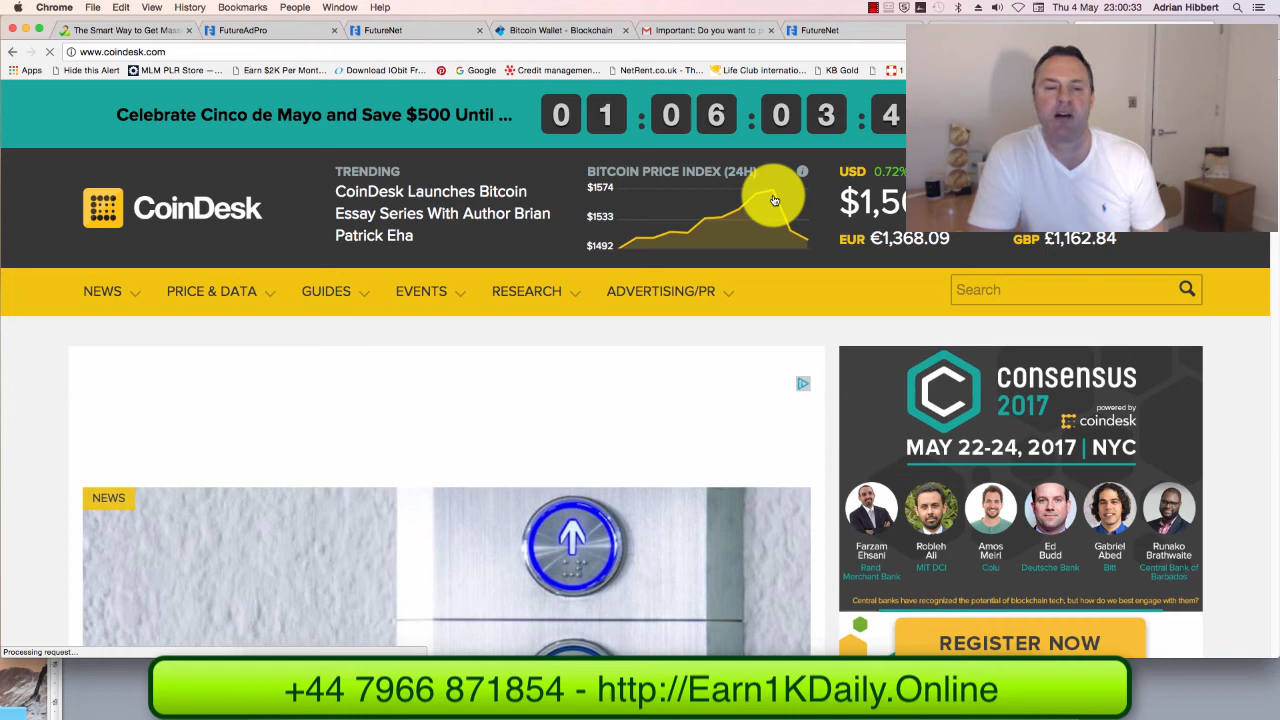 Chrome File Edit View History Bookmarks People Window Help Thu 4 May 23:00:33 Adrian Hibbert
The Smart Way to Get Mass FutureAdPro FutureNet Bitcoin Wallet - Blockchain Important: Do you want to p FutureNet
www.coindesk.com
Apps Hide this Alert MLM PLR Store — ... Earn $2K Per Mont... Download IObit Fr... Google Credit managemen... NetRent.co.uk - Th... Life Club internatio... KB Gold
Celebrate Cinco de Mayo and Save $500 Until ... 01:06:03:4
CoinDesk
TRENDING
CoinDesk Launches Bitcoin
Essay Series With Author Brian
Patrick Eha
BITCOIN PRICE INDEX (24H) i
$1574
$1533
$1492
USD 0.72%
$1,56
EUR €1,368.09 GBP £1,162.84
NEWS PRICE & DATA GUIDES EVENTS RESEARCH ADVERTISING/PR Search
NEWS
consensus
2017
powered by
coindesk
MAY 22-24, 2017 | NYC
Farzam Ehsani
Rand Merchant Bank
Robleh Ali
MIT DCI
Amos Meiri
Colu
Ed Budd
Deutsche Bank
Gabriel Abed
Bitt
Runako Brathwaite
Central Bank of Barbados
Central banks have recognized the potential of blockchain tech, but how do we best engage with them?
REGISTER NOW
Processing request...
+44 7966 871854 - http://Earn1KDaily.Online